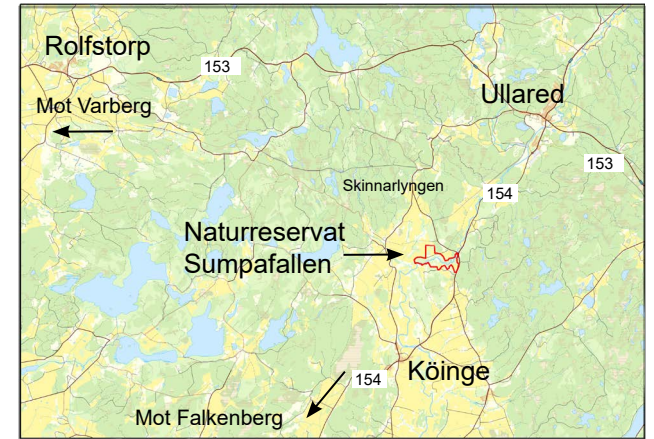 Rolfstorp
153
Mot Varberg
Ullared
153
Skinnarlyngen
154
Naturreservat
Sumpafallen
154
Köinge
Mot Falkenberg